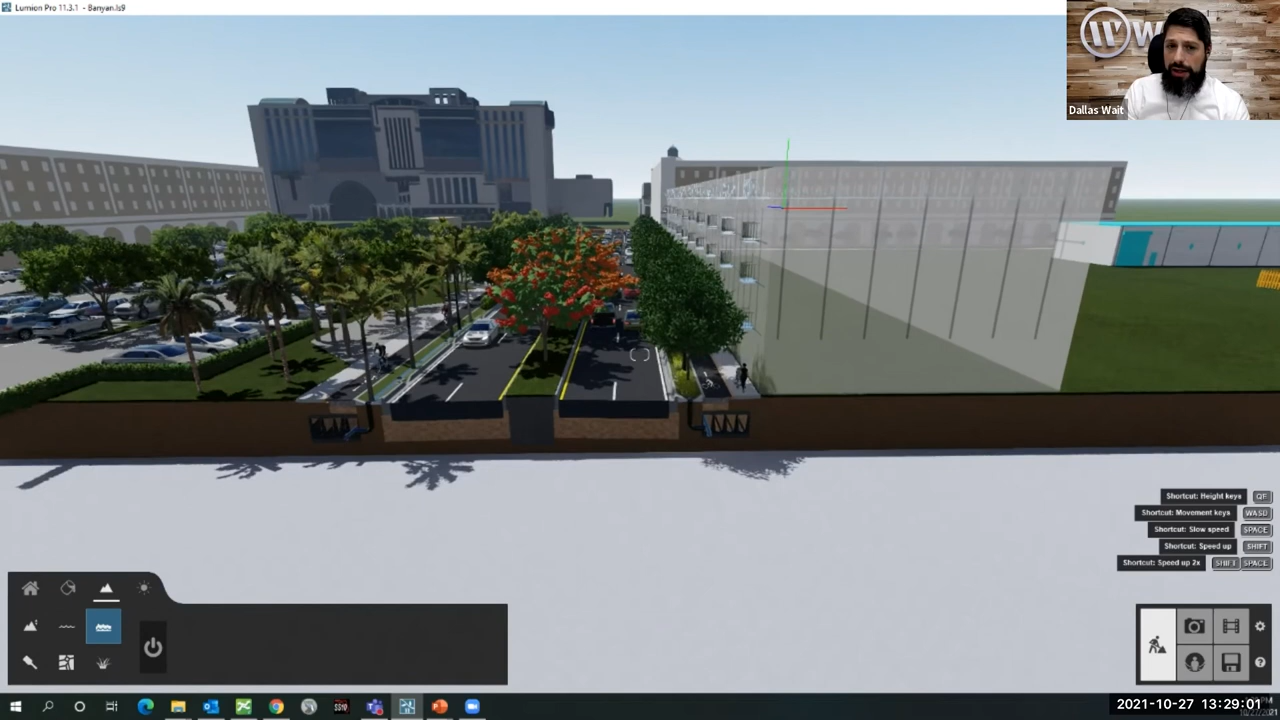 Lumion Pro 11.3.1 - Banyan.ls9
W
Dallas Wait
Shortcut: Height keys QE
Shortcut: Movement keys WASD
Shortcut: Slow speed SPACE
Shortcut: Speed up SHIFT
Shortcut: Speed up 2x SHIFT SPACE
2021-10-27 13:29:01